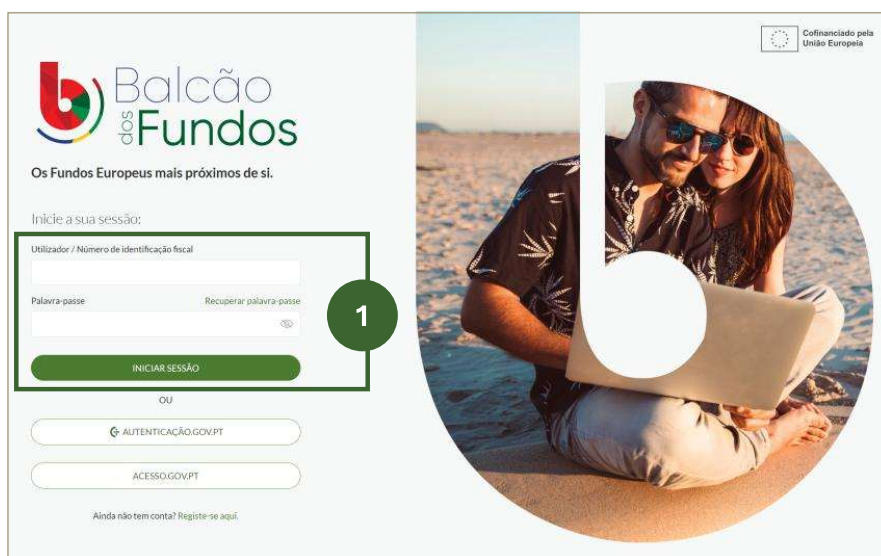 Cofinanciado pela
União Europeia
b Balcão
dos Fundos
Os Fundos Europeus mais próximos de si.
Inicie a sua sessão:
Utilizador / Número de identificação fiscal
Palavra-passe Recuperar palavra-passe
1
INICIAR SESSÃO
OU
AUTENTICAÇÃO.GOV.PT
ACESSO.GOV.PT
Ainda não tem conta? Registe-se aqui.